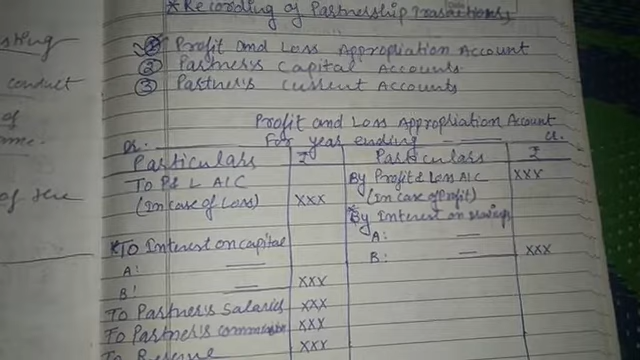 *Recording of Partnership Transactions
sting
conduct
of
me.
of the
① Profit and Loss Appropriation Account
② Partner's Capital Accounts
③ Partner's Current Accounts
Profit and Loss Appropriation Account
Dr. For year ending ___ Cr.
Particulars ₹ Particulars ₹
To P& L A/C By Profit & Loss A/C XXX
(In case of Loss) XXX (In case of Profit)
*By Interest on
*To Interest on capital A: —
A: — B: — XXX
B: — XXX
To Partner's Salaries XXX
To Partner's commission XXX
To Reserve XXX